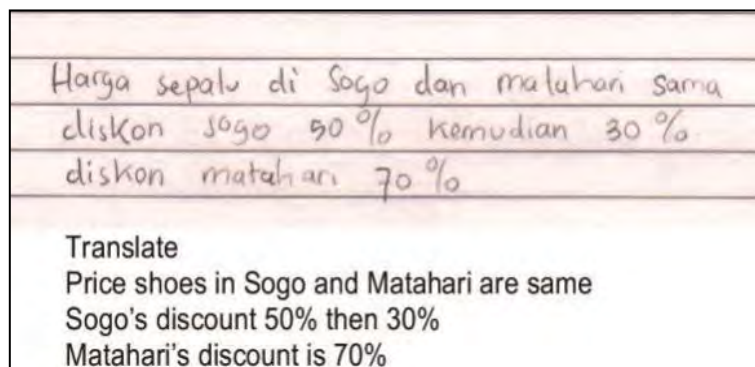 Harga sepatu di Sogo dan matahari sama
diskon sogo 50% kemudian 30%
diskon matahari 70%
Translate
Price shoes in Sogo and Matahari are same
Sogo's discount 50% then 30%
Matahari's discount is 70%